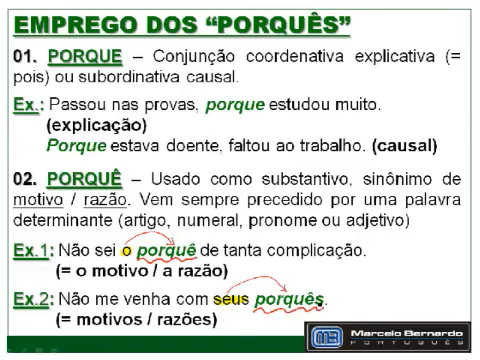 EMPREGO DOS “PORQUÊS”
01. PORQUE – Conjunção coordenativa explicativa (=
pois) ou subordinativa causal.
Ex.: Passou nas provas, porque estudou muito.
(explicação)
Porque estava doente, faltou ao trabalho. (causal)
02. PORQUÊ – Usado como substantivo, sinônimo de
motivo / razão. Vem sempre precedido por uma palavra
determinante (artigo, numeral, pronome ou adjetivo)
Ex.1: Não sei o porquê de tanta complicação.
(= o motivo / a razão)
Ex.2: Não me venha com seus porquês.
(= motivos / razões)
MB Marcelo Bernardo
PORTUGUÊS